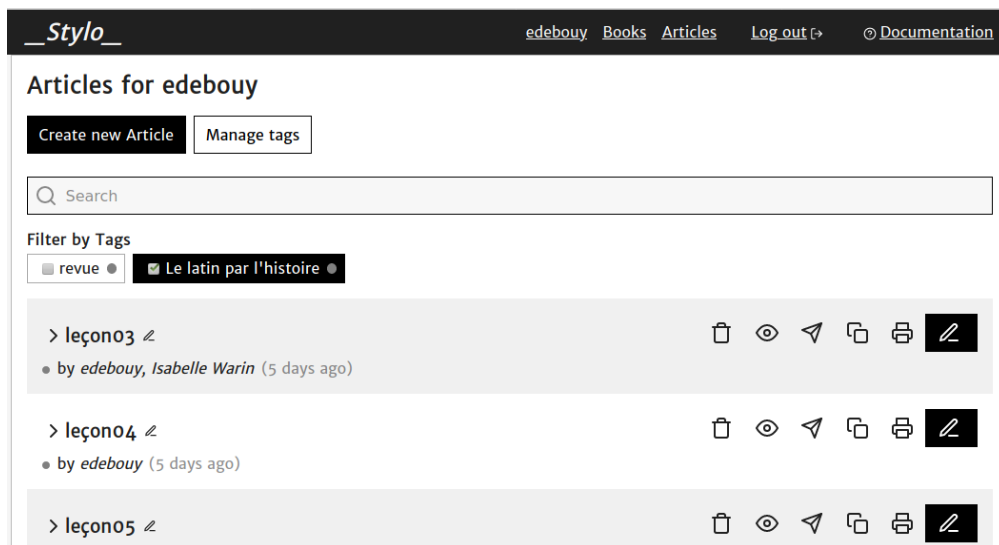 __Stylo__ edebouy Books Articles Log out Documentation
Articles for edebouy
Create new Article Manage tags
Search
Filter by Tags
revue Le latin par l'histoire
leçon03
by edebouy, Isabelle Warin (5 days ago)
leçon04
by edebouy (5 days ago)
leçon05